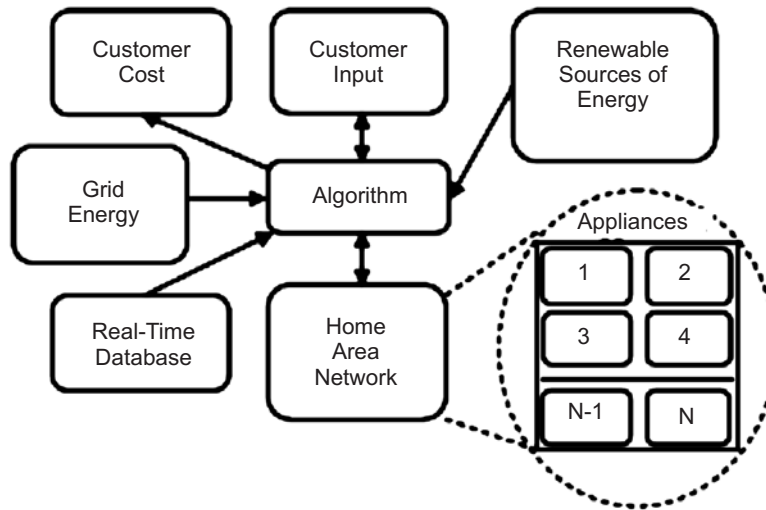 Customer
Cost
Customer
Input
Renewable
Sources of
Energy
Grid
Energy
Algorithm
Appliances
1
2
3
4
N-1
N
Real-Time
Database
Home
Area
Network